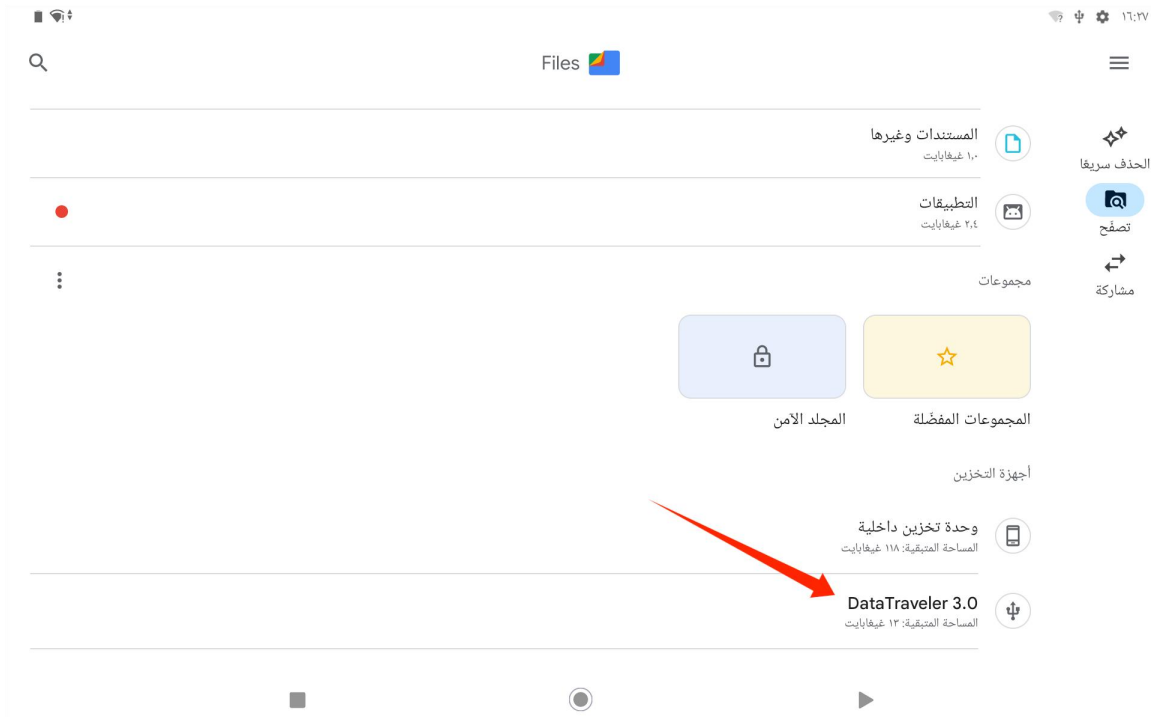 ١٦:٢٧
Files
المستندات وغيرها
١,٠ غيغابايت
التطبيقات
٢,٤ غيغابايت
مجموعات
المجموعات المفضَّلة
المجلد الآمن
أجهزة التخزين
وحدة تخزين داخلية
المساحة المتبقية: ١١٨ غيغابايت
DataTraveler 3.0
المساحة المتبقية: ١٣ غيغابايت
الحذف سريعًا
تصفّح
مشاركة